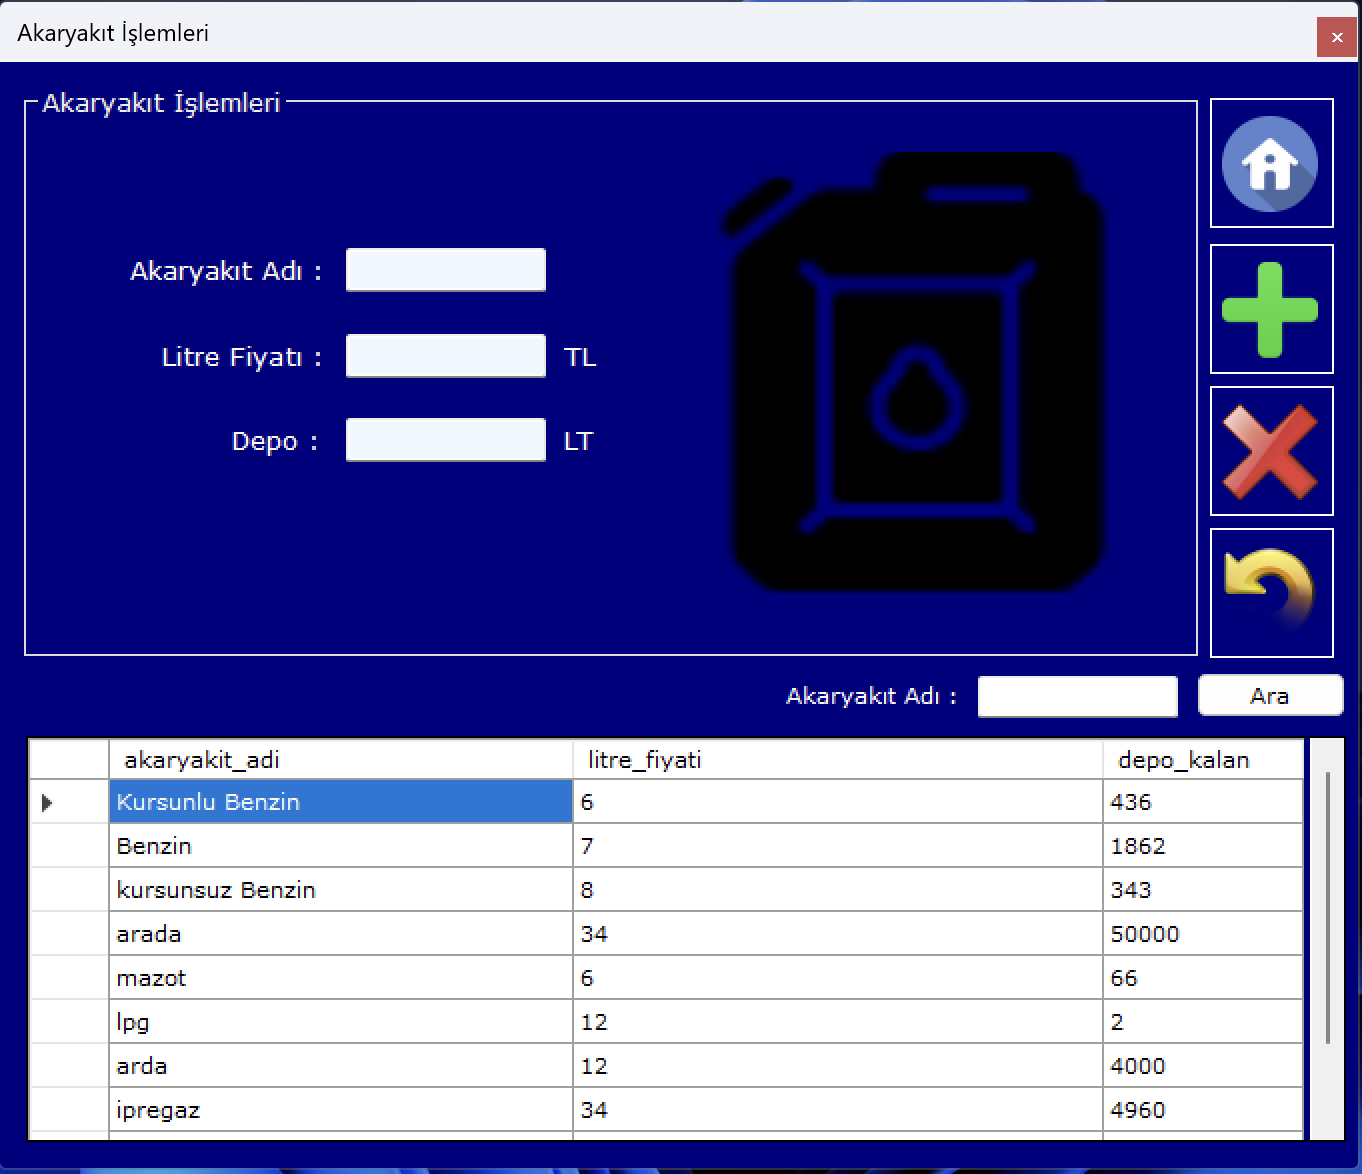 Akaryakıt İşlemleri
Akaryakıt İşlemleri
Akaryakıt Adı :
Litre Fiyatı : TL
Depo : LT
Akaryakıt Adı : Ara
akaryakit_adi litre_fiyati depo_kalan
Kursunlu Benzin 6 436
Benzin 7 1862
kursunsuz Benzin 8 343
arada 34 50000
mazot 6 66
lpg 12 2
arda 12 4000
ipregaz 34 4960